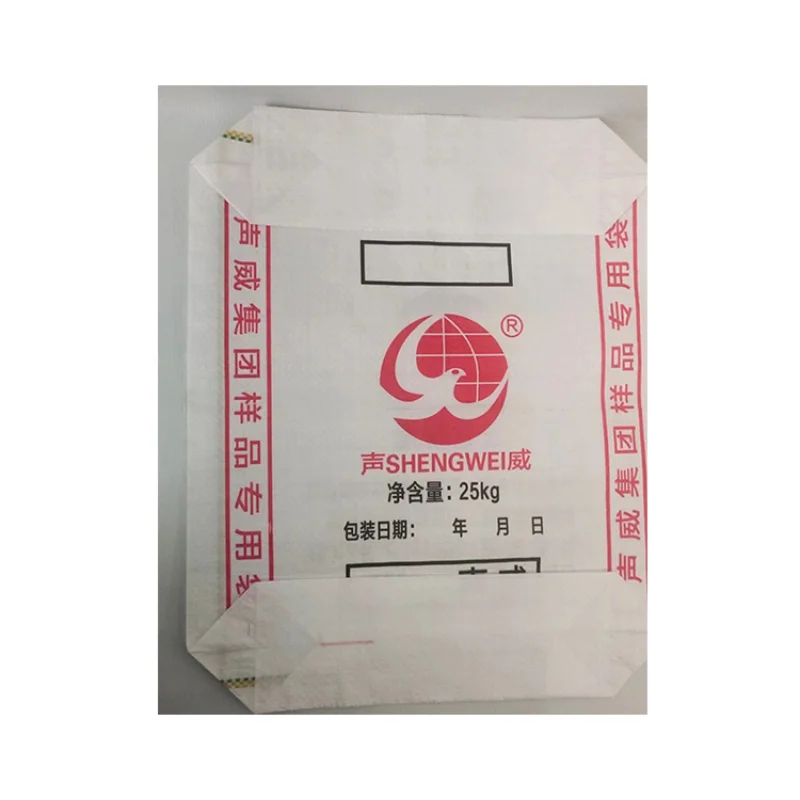 声威集团样品专用袋
®
声SHENGWEI威
净含量：25kg
包装日期： 年 月 日
声威集团样品专用袋
声威